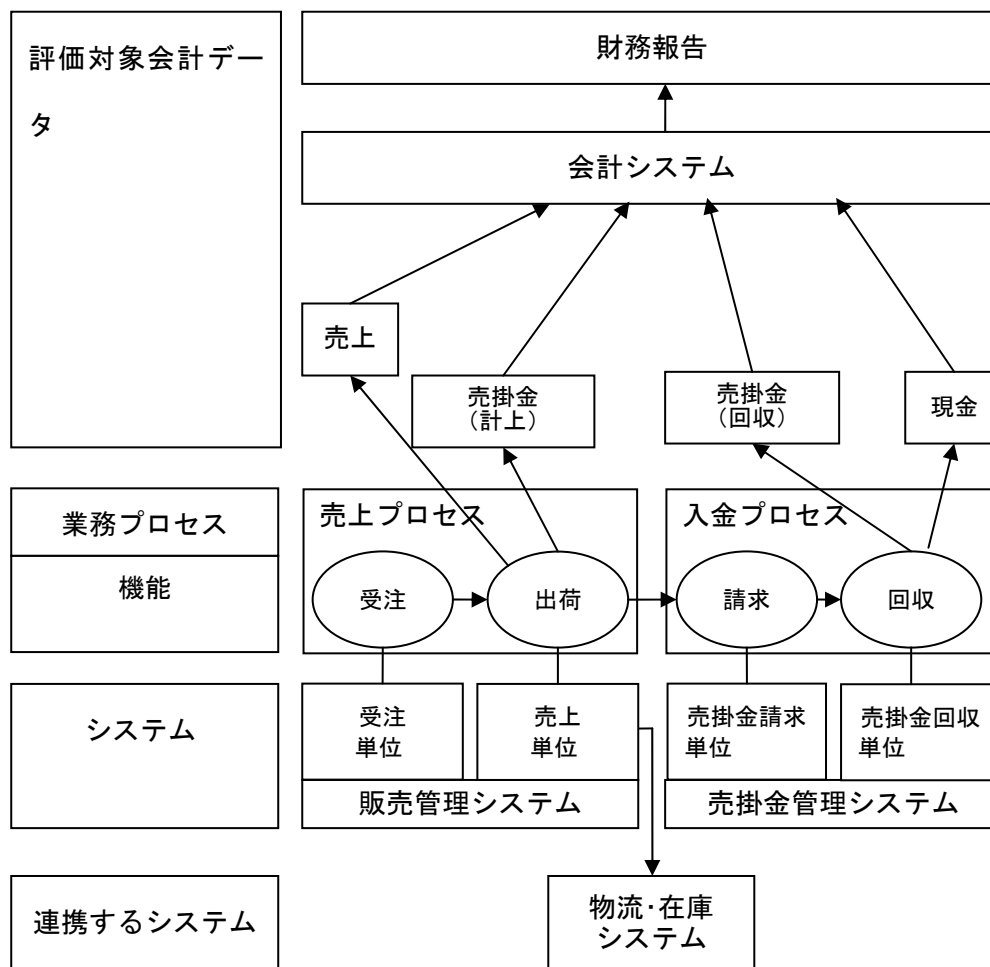 評価対象会計デー
タ
財務報告
会計システム
売上
売掛金
（計上）
売掛金
（回収）
現金
業務プロセス
機能
売上プロセス
入金プロセス
受注
出荷
請求
回収
システム
受注
単位
売上
単位
売掛金請求
単位
売掛金回収
単位
販売管理システム
売掛金管理システム
連携するシステム
物流・在庫
システム